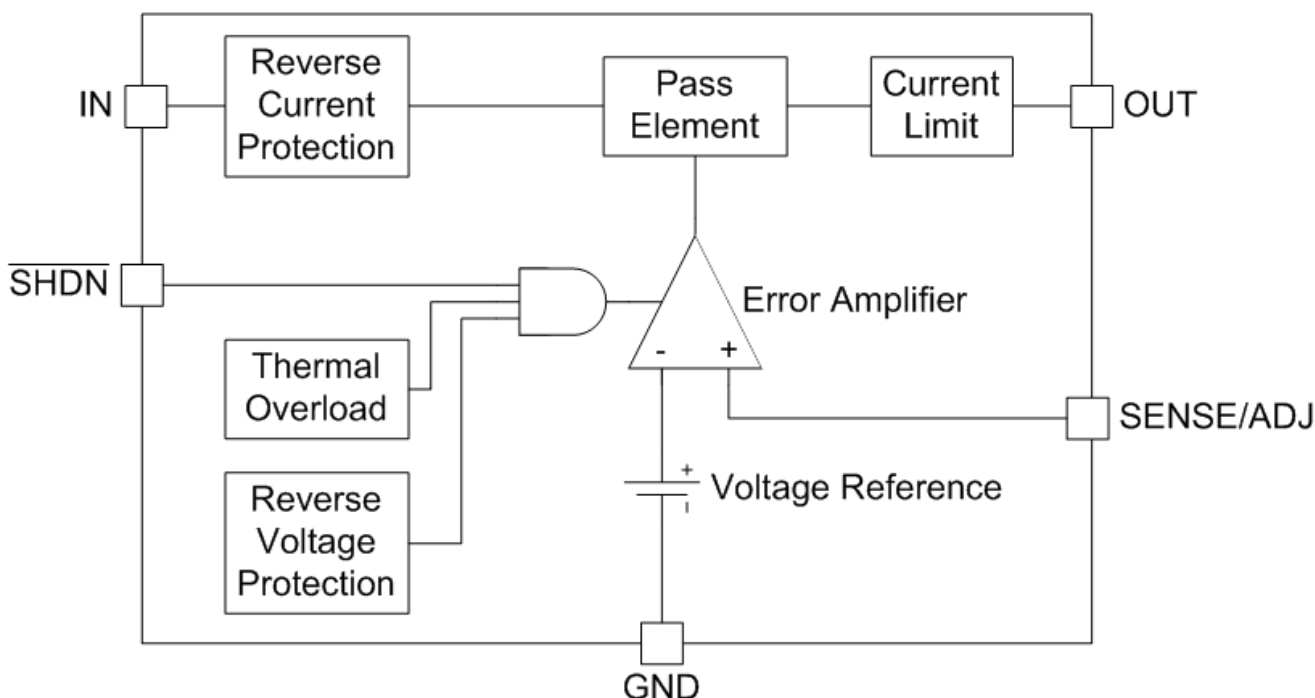 Reverse
Current
Protection
Pass
Element
Current
Limit
IN
OUT
SHDN
Error Amplifier
- +
Thermal
Overload
SENSE/ADJ
Reverse
Voltage
Protection
+
Voltage Reference
-
GND